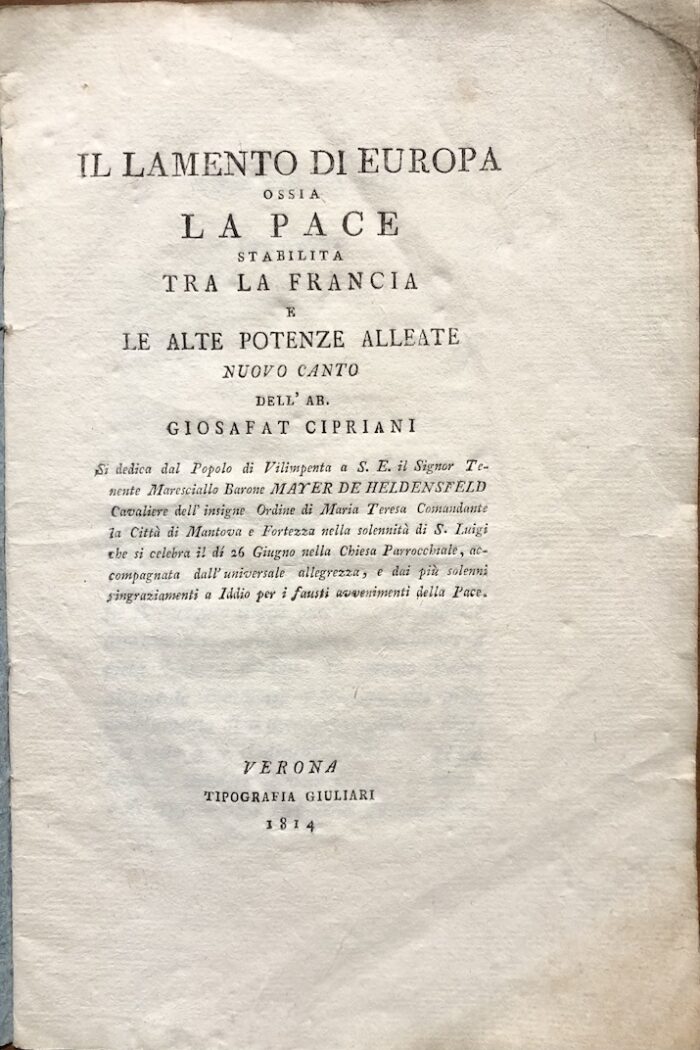 IL LAMENTO DI EUROPA
OSSIA
LA PACE
STABILITA
TRA LA FRANCIA
E
LE ALTE POTENZE ALLEATE
NUOVO CANTO
DELL' AB.
GIOSAFAT CIPRIANI
Si dedica dal Popolo di Vilimpenta a S. E. il Signor Te-
nente Maresciallo Barone MAYER DE HELDENSFELD
Cavaliere dell'insigne Ordine di Maria Teresa Comandante
la Città di Mantova e Fortezza nella solennità di S. Luigi
che si celebra il dí 26 Giugno nella Chiesa Parrocchiale, ac-
compagnata dall'universale allegrezza, e dai più solenni
ringraziamenti a Iddio per i fausti avvenimenti della Pace.
VERONA
TIPOGRAFIA GIULIARI
1814